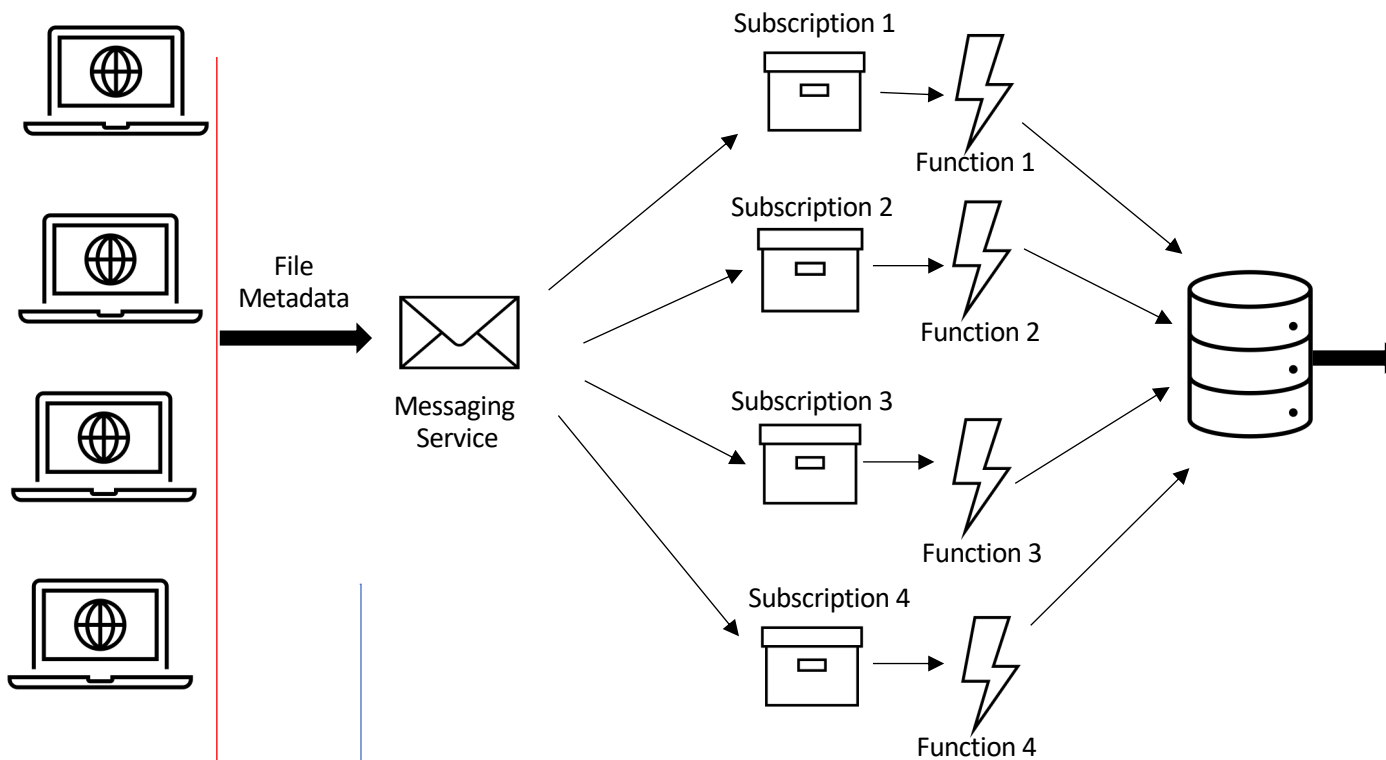 Subscription 1
Function 1
Subscription 2
Function 2
File
Metadata
Messaging
Service
Subscription 3
Function 3
Subscription 4
Function 4